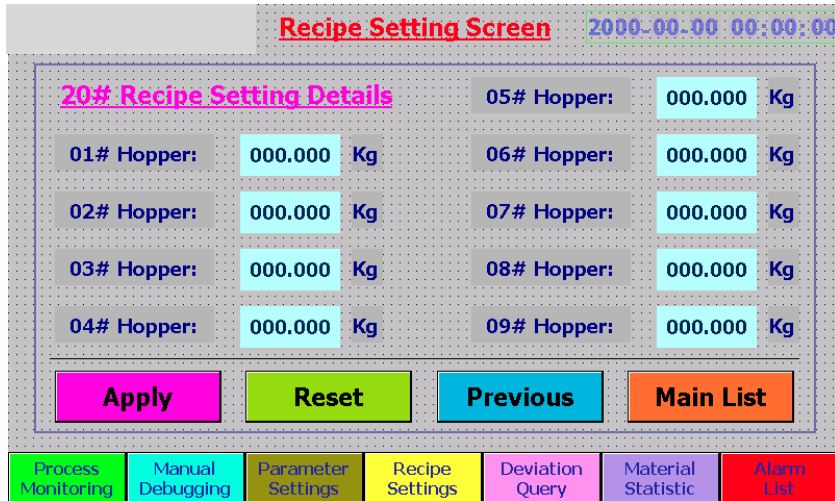 Recipe Setting Screen
2000-00-00 00:00:00
20# Recipe Setting Details
01# Hopper: 000.000 Kg
02# Hopper: 000.000 Kg
03# Hopper: 000.000 Kg
04# Hopper: 000.000 Kg
05# Hopper: 000.000 Kg
06# Hopper: 000.000 Kg
07# Hopper: 000.000 Kg
08# Hopper: 000.000 Kg
09# Hopper: 000.000 Kg
Apply
Reset
Previous
Main List
Process
Monitoring
Manual
Debugging
Parameter
Settings
Recipe
Settings
Deviation
Query
Material
Statistic
Alarm
List